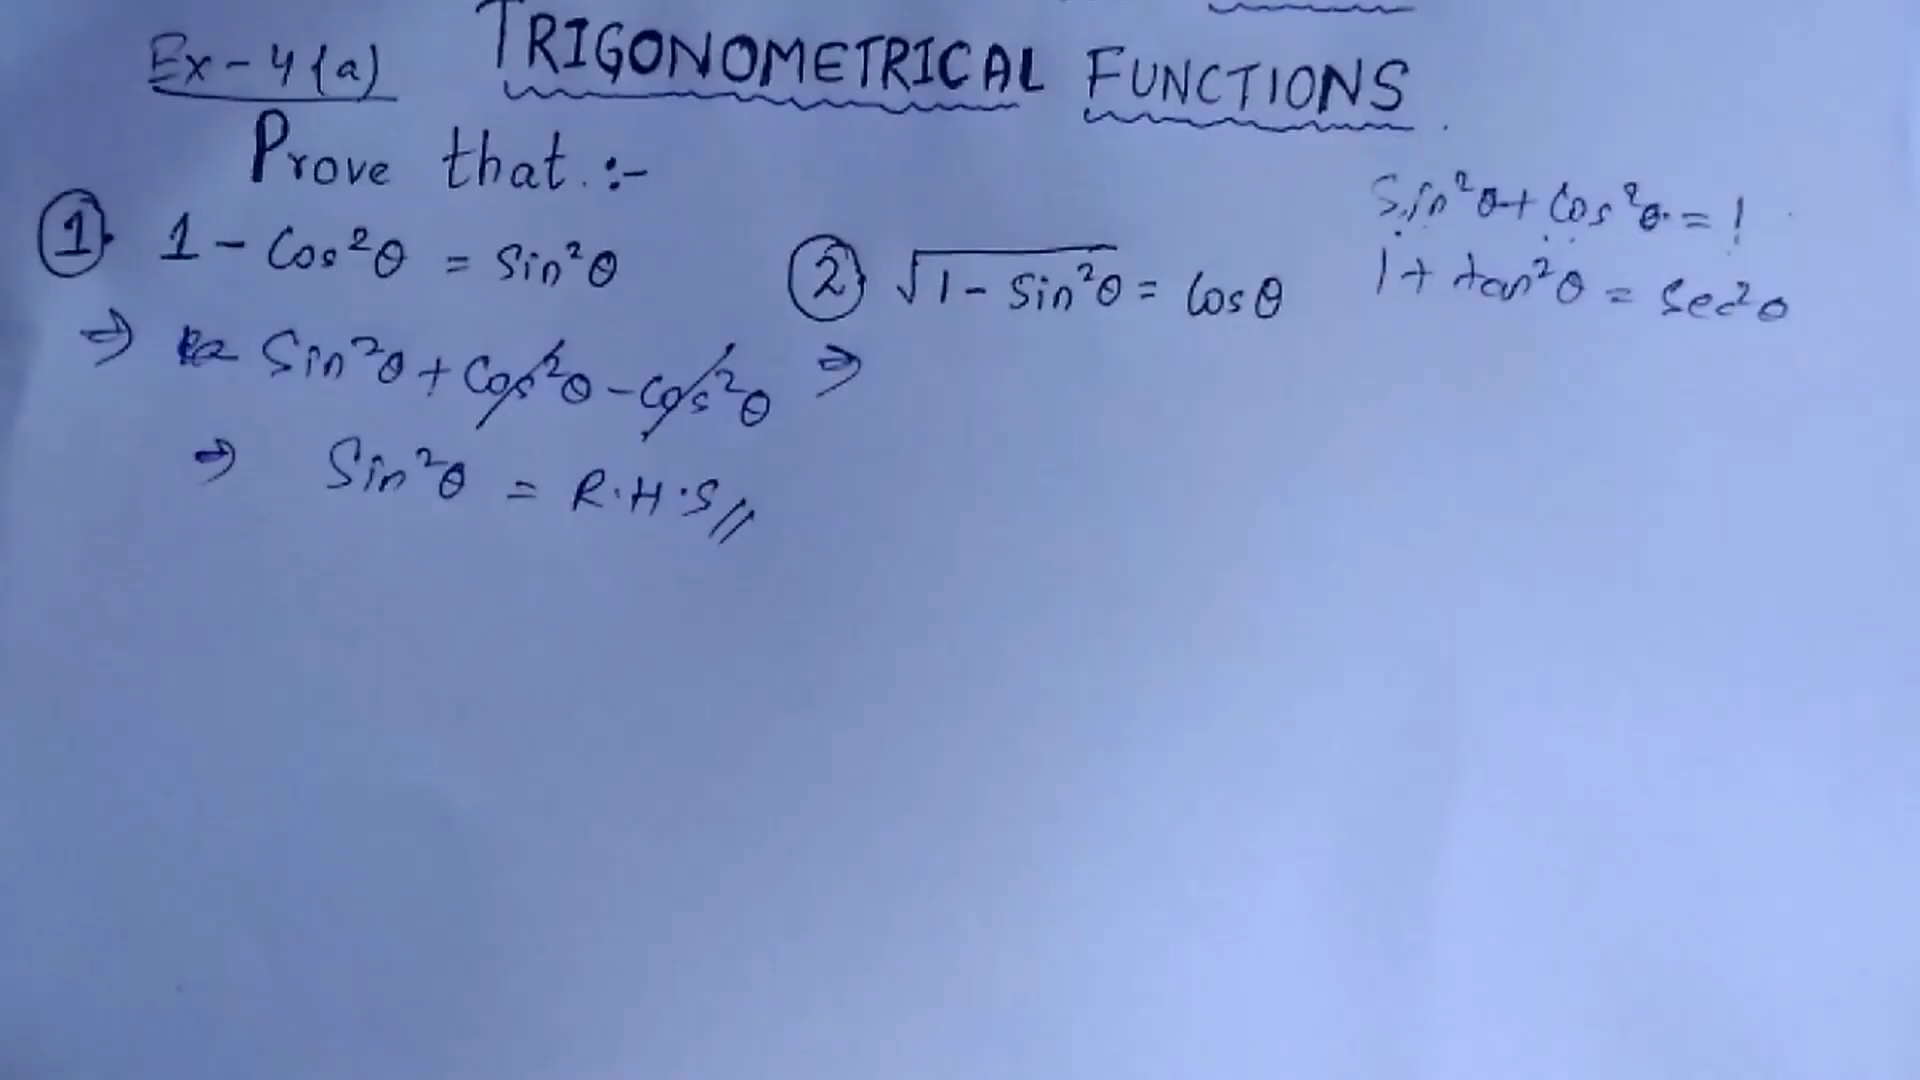 Ex-4(a) TRIGONOMETRICAL FUNCTIONS
Prove that :-
① 1 - Cos²θ = Sin²θ
⇒ Sin²θ + Cos²θ - Cos²θ
⇒ Sin²θ = R.H.S//
② √1 - Sin²θ = Cosθ
⇒
Sin²θ + Cos²θ = 1
1 + tan²θ = Sec²θ